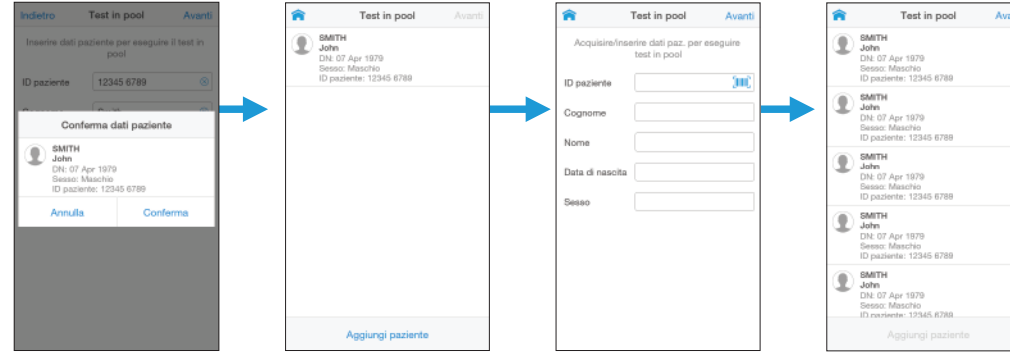 Indietro Test in pool Avanti
Inserire dati paziente per eseguire il test in
pool
ID paziente 12345 6789
Cognome Smith
Conferma dati paziente
SMITH
John
DN: 07 Apr 1979
Sesso: Maschio
ID paziente: 12345 6789
Annulla Conferma
Test in pool Avanti
SMITH
John
DN: 07 Apr 1979
Sesso: Maschio
ID paziente: 12345 6789
Aggiungi paziente
Test in pool Avanti
Acquisire/inserire dati paz. per eseguire
test in pool
ID paziente
Cognome
Nome
Data di nascita
Sesso
Test in pool Ava
SMITH
John
DN: 07 Apr 1979
Sesso: Maschio
ID paziente: 12345 6789
SMITH
John
DN: 07 Apr 1979
Sesso: Maschio
ID paziente: 12345 6789
SMITH
John
DN: 07 Apr 1979
Sesso: Maschio
ID paziente: 12345 6789
SMITH
John
DN: 07 Apr 1979
Sesso: Maschio
ID paziente: 12345 6789
SMITH
John
DN: 07 Apr 1979
Sesso: Maschio
ID paziente: 12345 6789
Aggiungi paziente